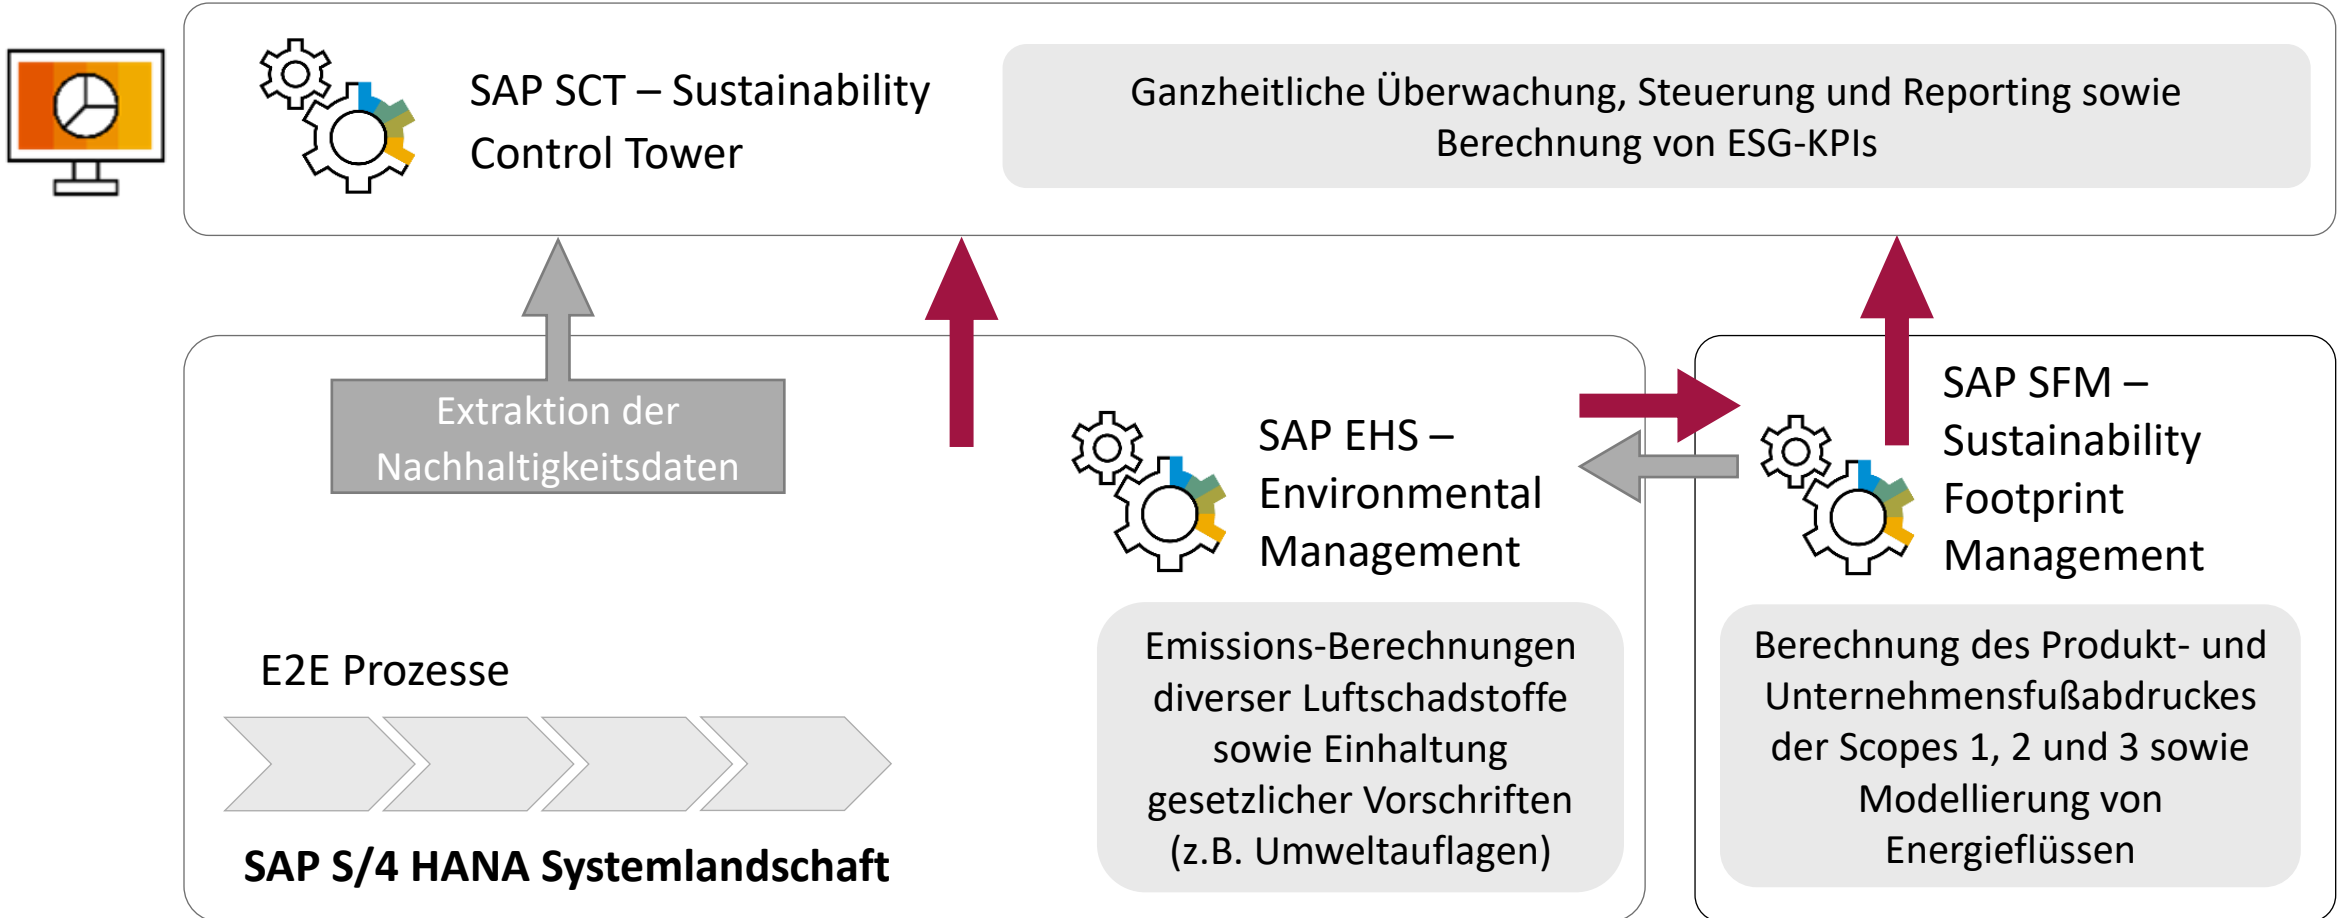 SAP SCT – Sustainability
Control Tower
Ganzheitliche Überwachung, Steuerung und Reporting sowie
Berechnung von ESG-KPIs
Extraktion der
Nachhaltigkeitsdaten
SAP EHS –
Environmental
Management
SAP SFM –
Sustainability
Footprint
Management
E2E Prozesse
SAP S/4 HANA Systemlandschaft
Emissions-Berechnungen
diverser Luftschadstoffe
sowie Einhaltung
gesetzlicher Vorschriften
(z.B. Umweltauflagen)
Berechnung des Produkt- und
Unternehmensfußabdruckes
der Scopes 1, 2 und 3 sowie
Modellierung von
Energieflüssen